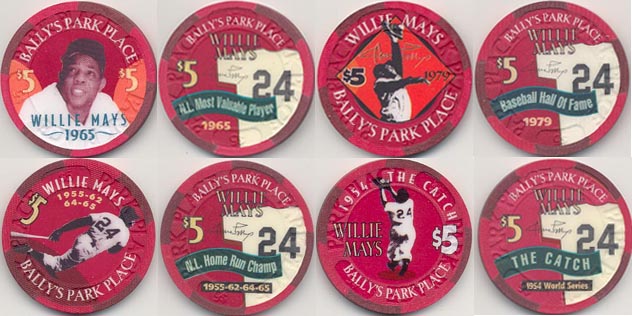 BALLY'S PARK PLACE
$5 $5
WILLIE MAYS
1965
BALLY'S PARK PLACE
WILLIE
MAYS
$5
24
N.L. Most Valuable Player
1965
WILLIE MAYS
$5
1979
BALLY'S PARK PLACE
BALLY'S PARK PLACE
WILLIE
MAYS
$5
24
Baseball Hall Of Fame
1979
$5
WILLIE MAYS
1955-62
64-65
24
BALLY'S PARK PLACE
BALLY'S PARK PLACE
WILLIE
MAYS
$5
24
N.L. Home Run Champ
1955-62-64-65
1954 THE CATCH
24
WILLIE
MAYS
$5
BALLY'S PARK PLACE
BALLY'S PARK PLACE
WILLIE
MAYS
$5
24
THE CATCH
1954 World Series